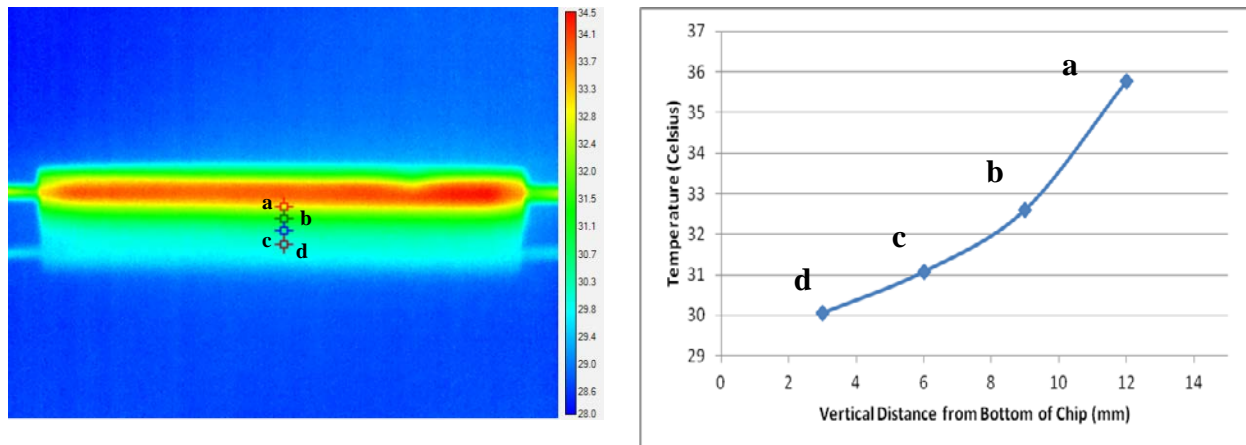 34.5
34.1
33.7
33.3
32.8
32.4
32.0
31.5
31.1
30.7
30.3
29.8
29.4
29.0
28.6
28.0
a
b
c
d
37
36
35
34
33
32
31
30
29
0 2 4 6 8 10 12 14
Temperature (Celsius)
Vertical Distance from Bottom of Chip (mm)
a
b
c
d